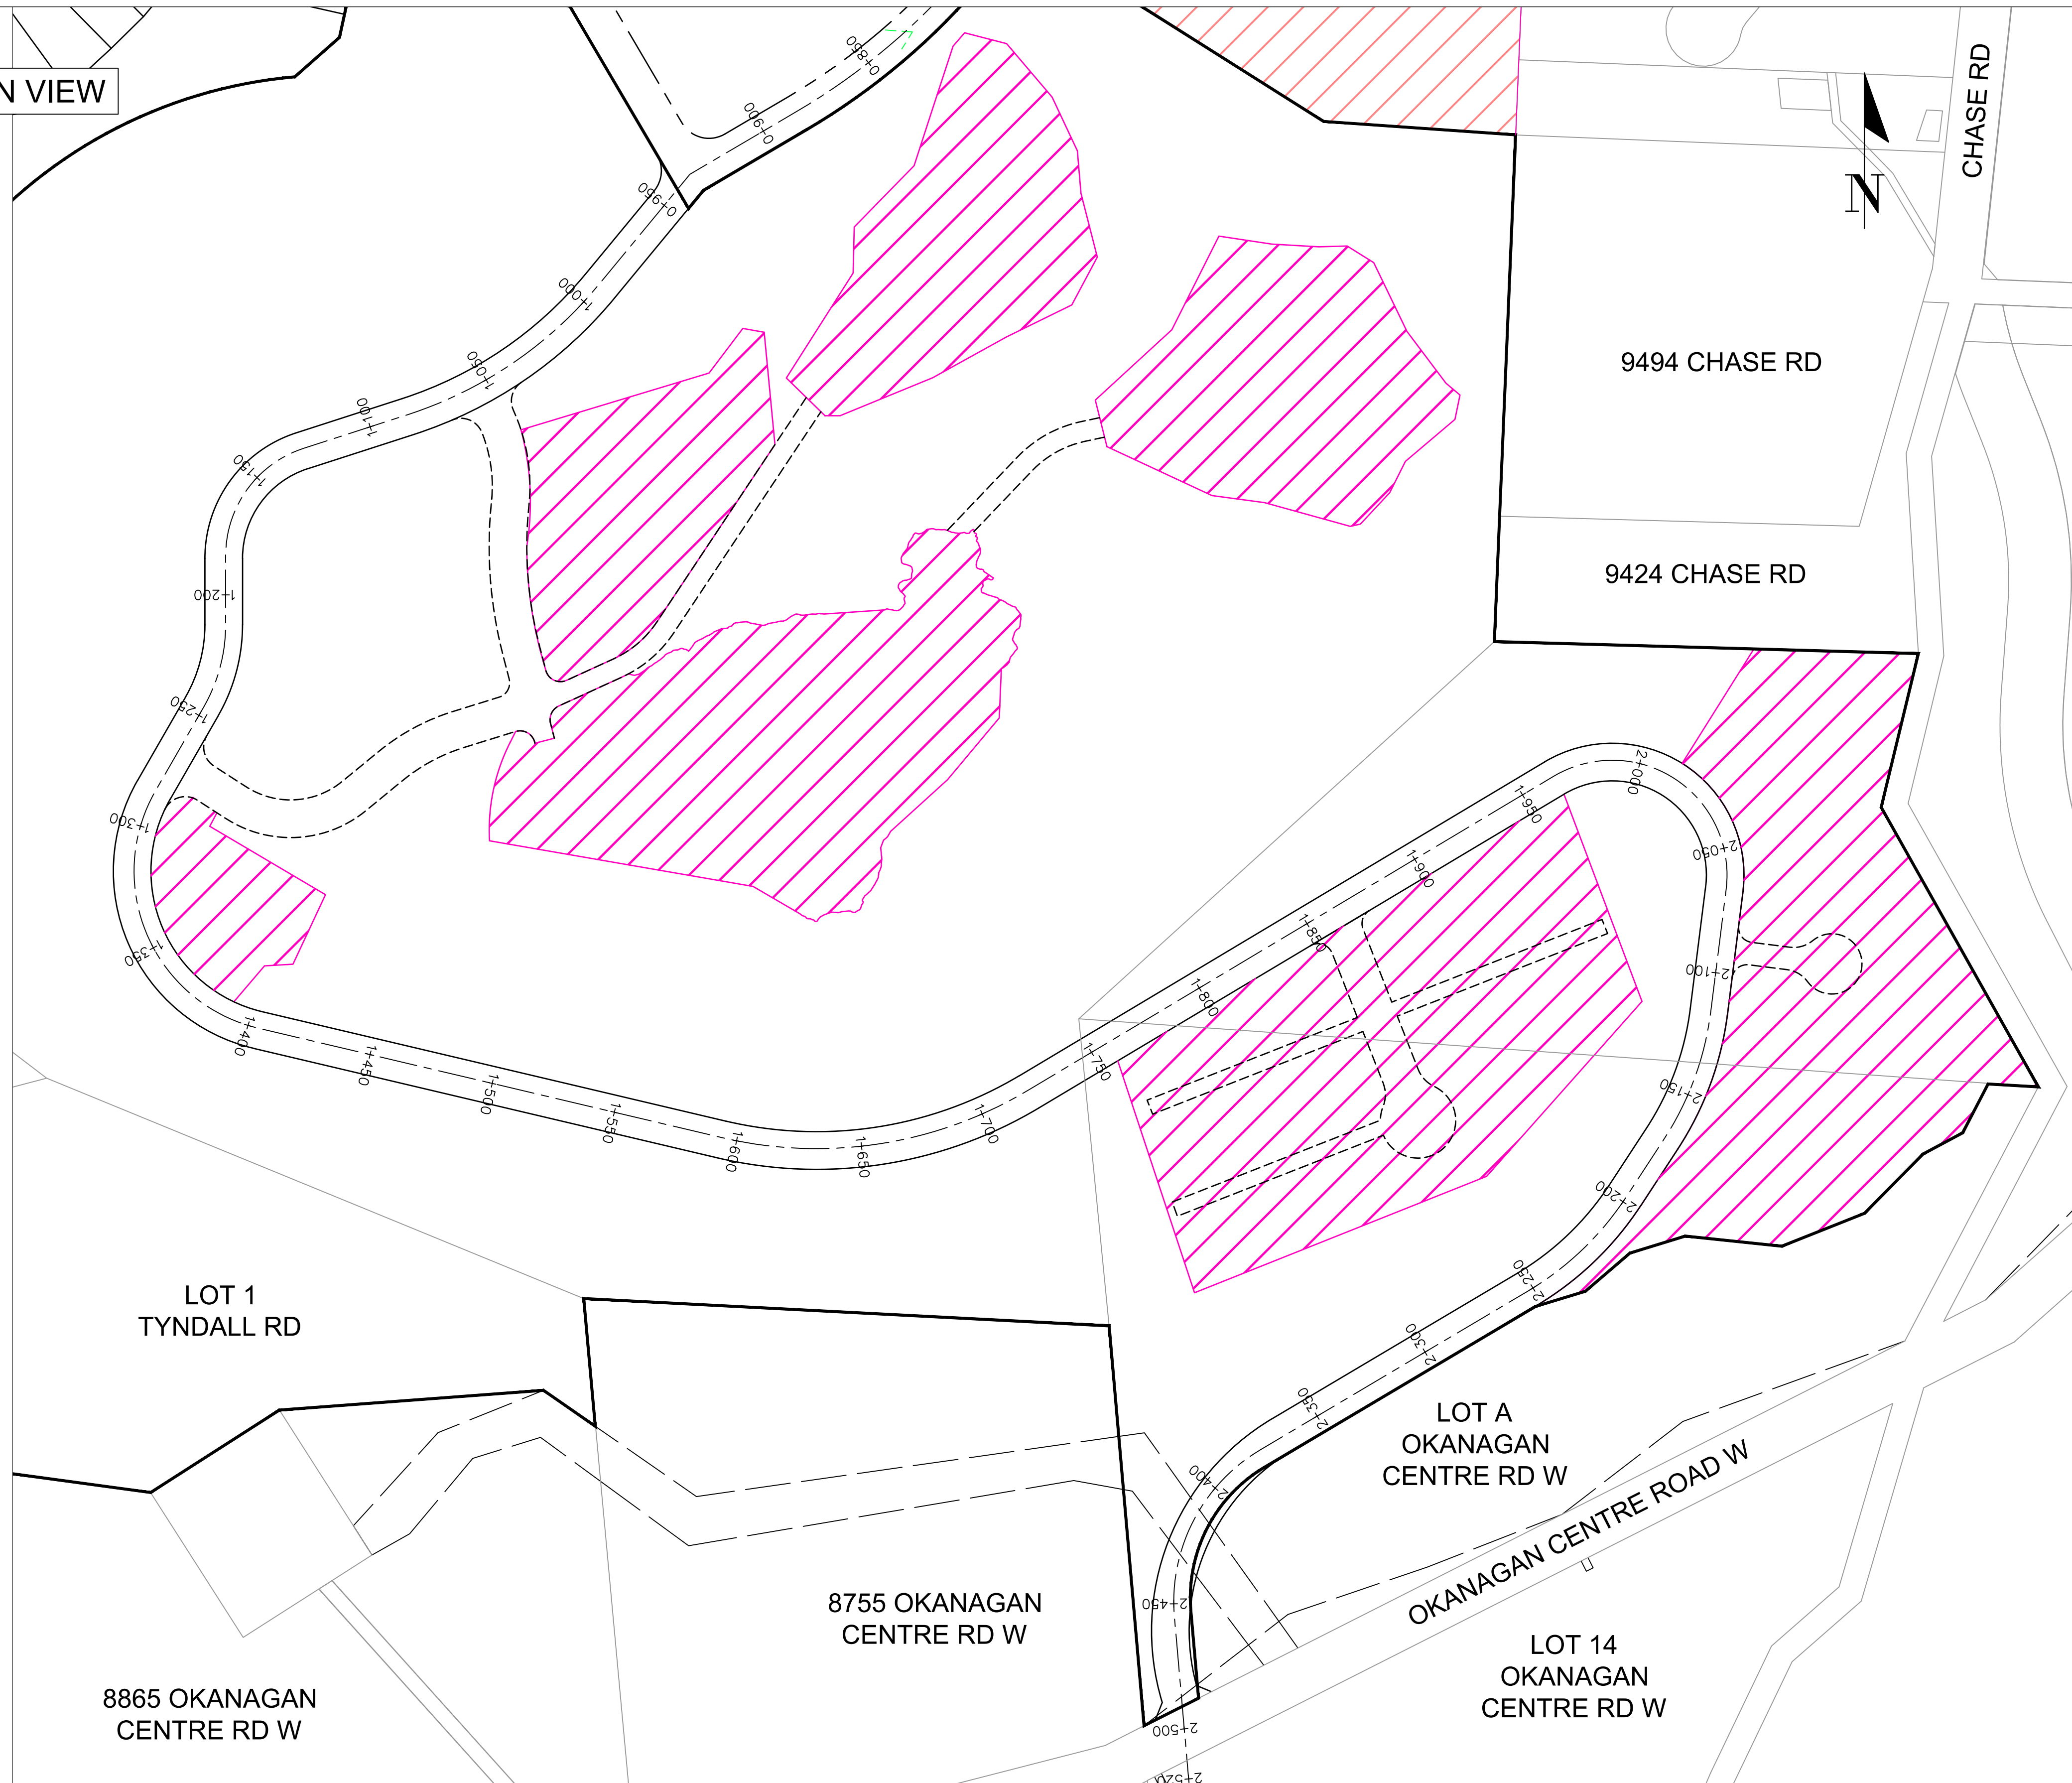 N VIEW
0+850
0+900
0+950
1+000
1+050
1+100
1+150
1+200
1+250
1+300
1+350
1+400
1+450
1+500
1+550
1+600
1+650
1+700
1+750
1+800
1+850
1+900
1+950
2+000
2+050
2+100
2+150
2+200
2+250
2+300
2+350
2+400
2+450
2+500
2+520
CHASE RD
N
9494 CHASE RD
9424 CHASE RD
LOT 1
TYNDALL RD
LOT A
OKANAGAN
CENTRE RD W
OKANAGAN CENTRE ROAD W
8755 OKANAGAN
CENTRE RD W
LOT 14
OKANAGAN
CENTRE RD W
8865 OKANAGAN
CENTRE RD W